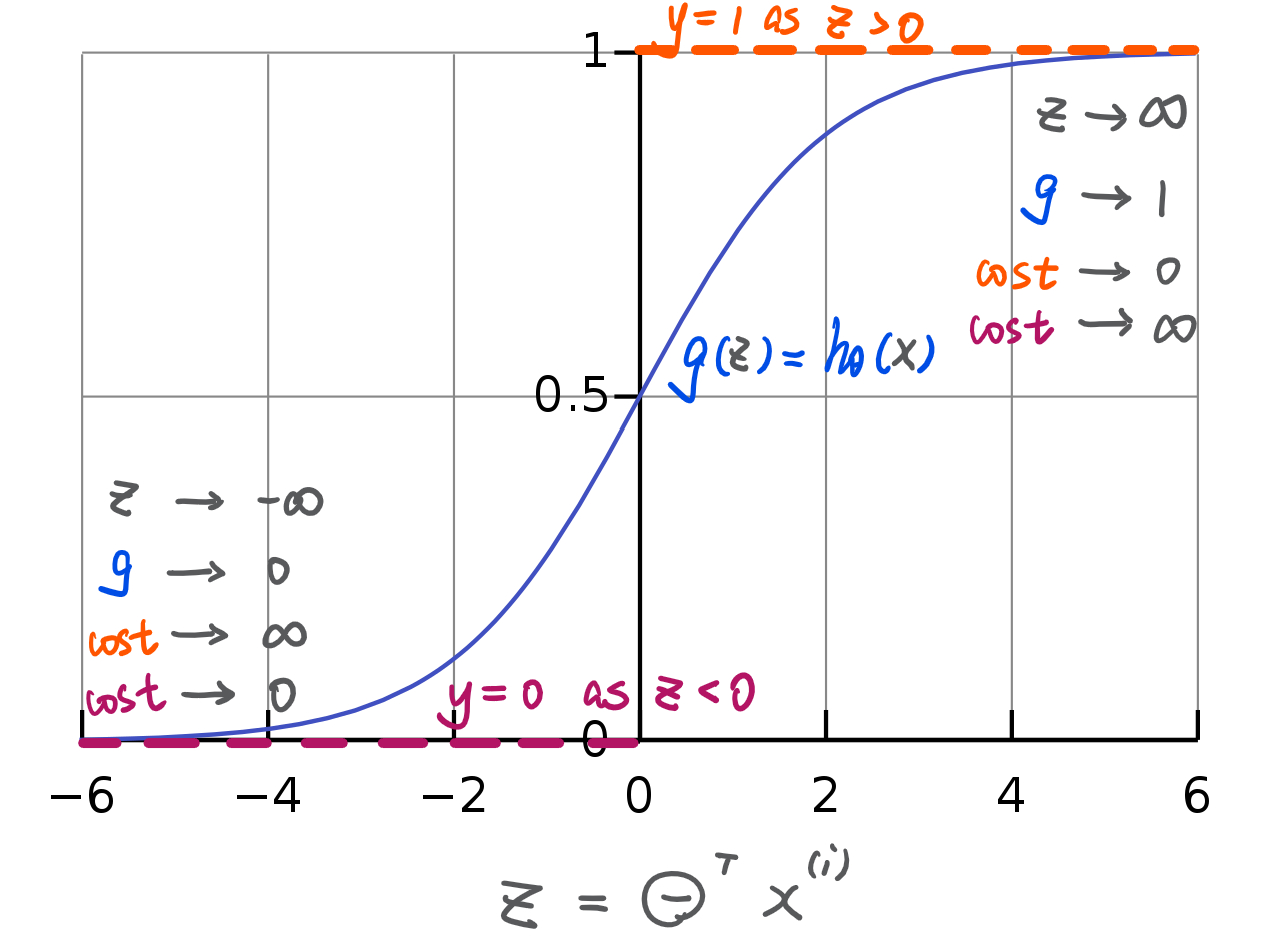 y = 1 as z > 0
1
z → ∞
g → 1
cost → 0
cost → ∞
g(z) = hθ(x)
0.5
z → -∞
g → 0
cost → ∞
cost → 0
y = 0 as z < 0
0
−6 −4 −2 0 2 4 6
z = Θᵀ x⁽ⁱ⁾